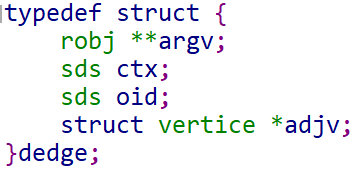 typedef struct {
    robj **argv;
    sds ctx;
    sds oid;
    struct vertice *adjv;
}dedge;